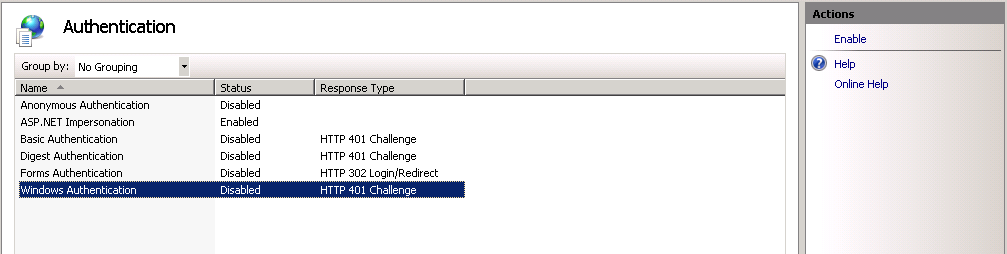 Authentication
Group by: No Grouping
Name Status Response Type
Anonymous Authentication Disabled
ASP.NET Impersonation Enabled
Basic Authentication Disabled HTTP 401 Challenge
Digest Authentication Disabled HTTP 401 Challenge
Forms Authentication Disabled HTTP 302 Login/Redirect
Windows Authentication Disabled HTTP 401 Challenge
Actions
Enable
Help
Online Help